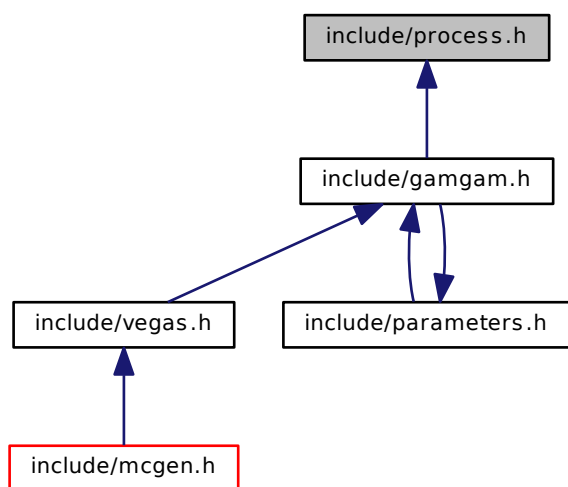 include/process.h
include/gamgam.h
include/vegas.h
include/parameters.h
include/mcgen.h